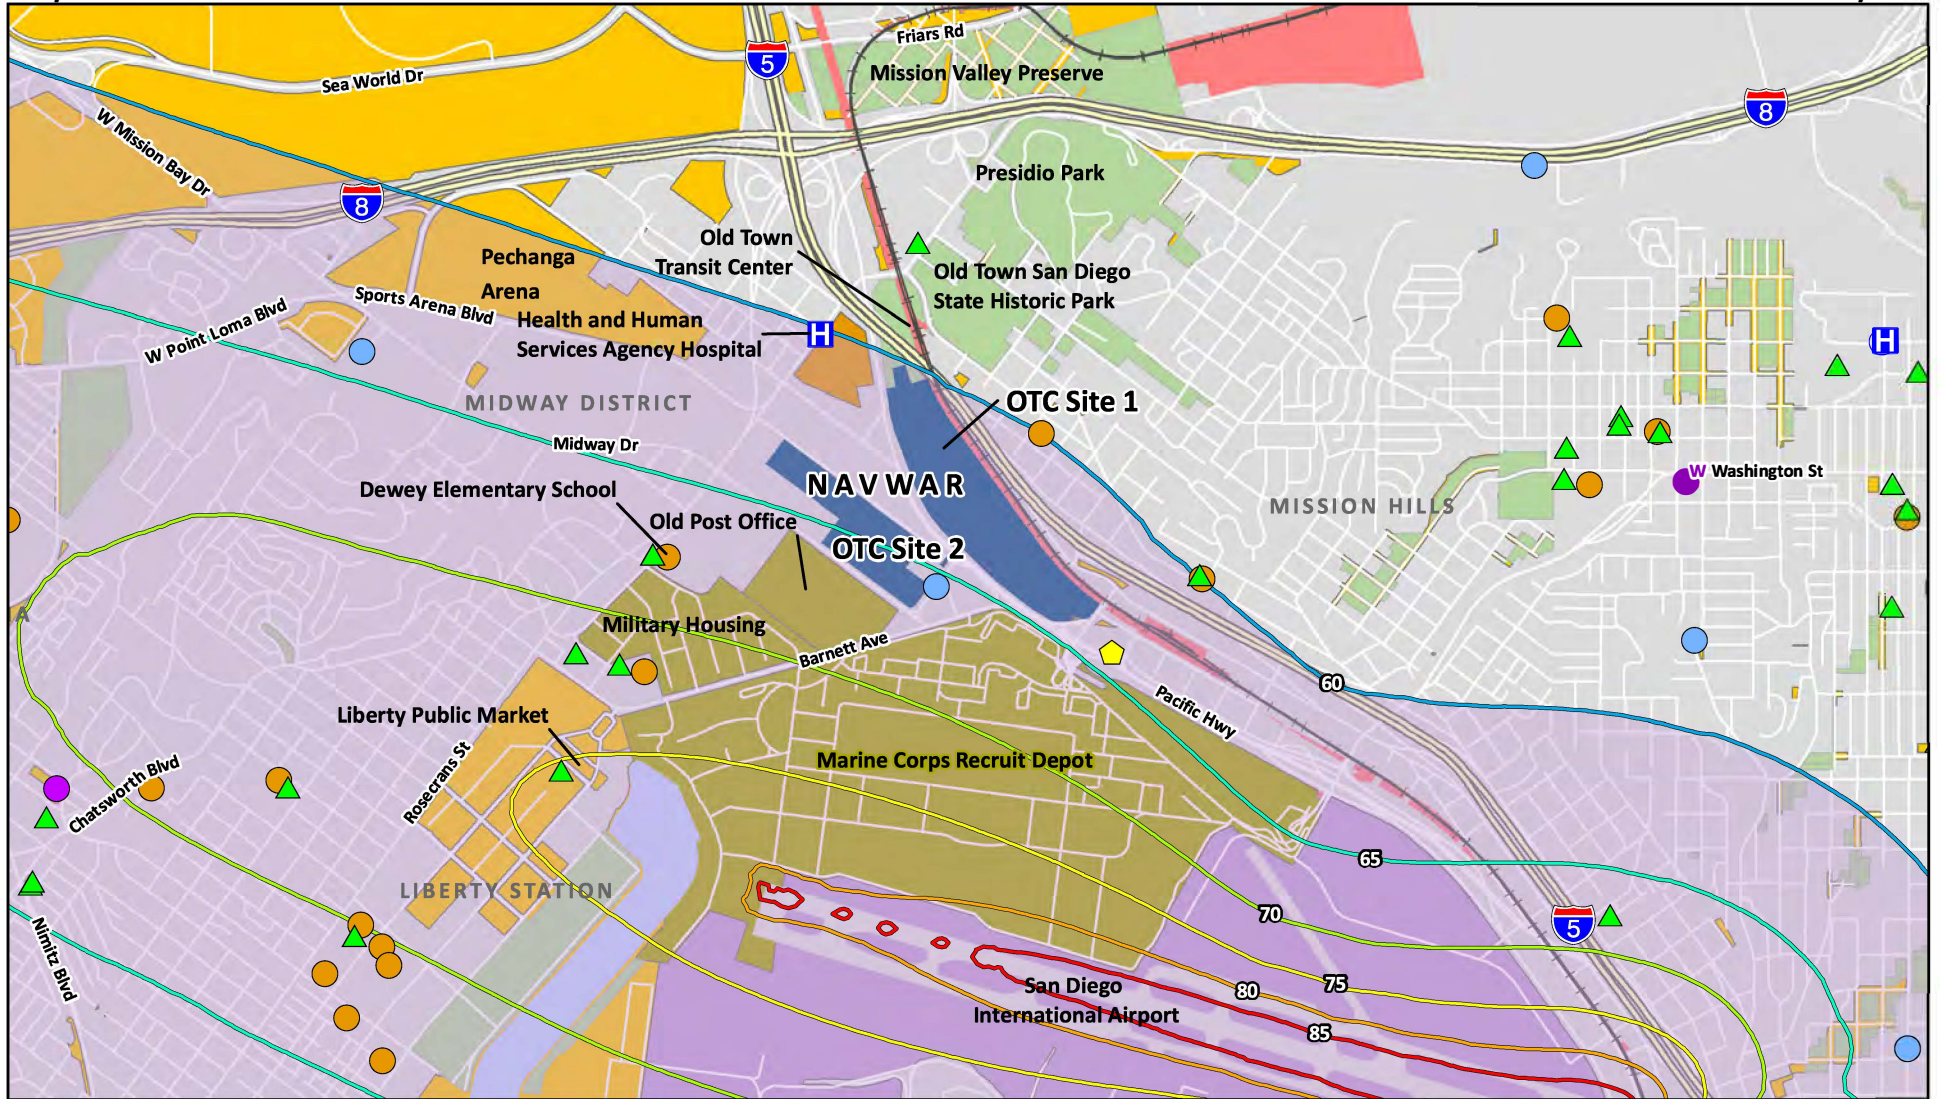 Friars Rd
5
Mission Valley Preserve
Sea World Dr
8
W Mission Bay Dr
Presidio Park
8
Old Town
Transit Center
Pechanga
Arena
Old Town San Diego
State Historic Park
Sports Arena Blvd
W Point Loma Blvd
Health and Human
Services Agency Hospital
H
H
MIDWAY DISTRICT
OTC Site 1
Midway Dr
W Washington St
NAVWAR
Dewey Elementary School
MISSION HILLS
Old Post Office
OTC Site 2
A
Military Housing
Barnett Ave
60
Pacific Hwy
Liberty Public Market
Rosecrans St
Marine Corps Recruit Depot
Chatsworth Blvd
65
LIBERTY STATION
70
5
Nimitz Blvd
San Diego
International Airport
80
75
85